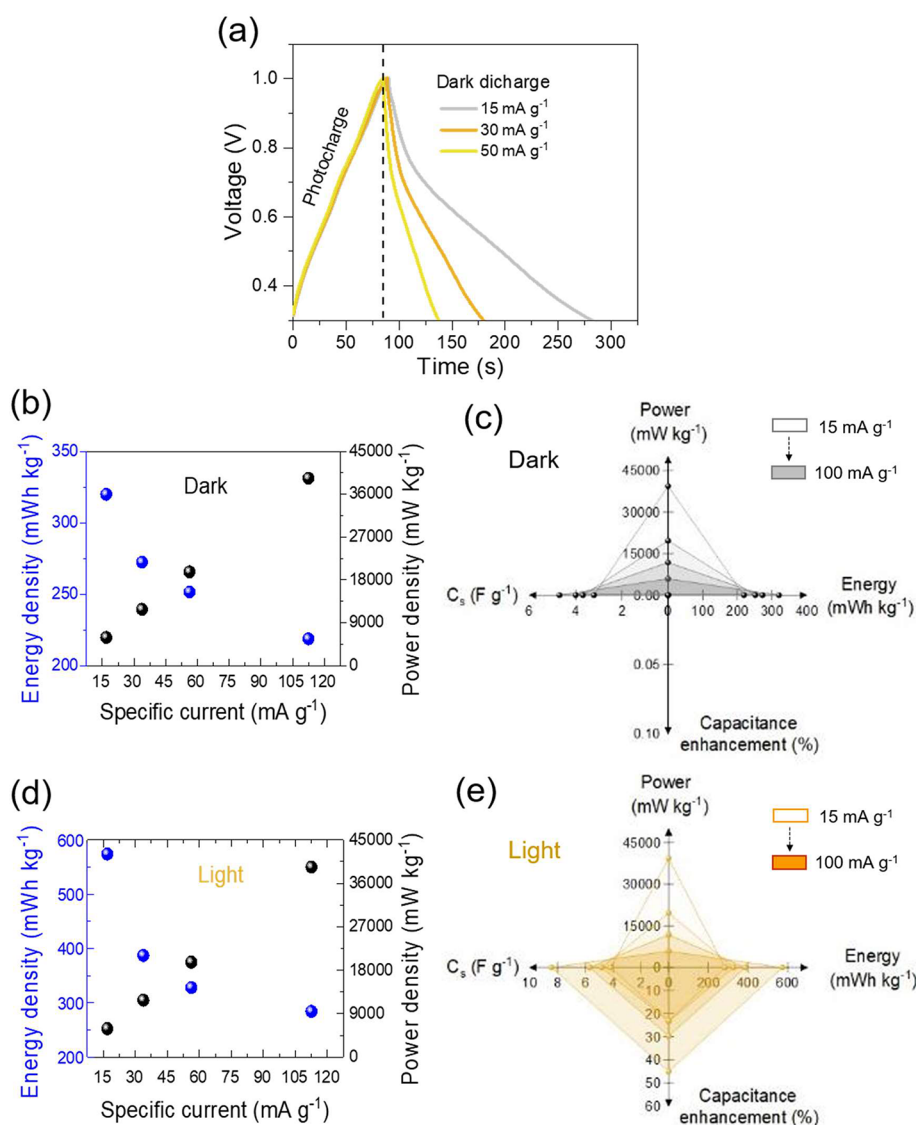 (a)
Voltage (V)
1.0
0.8
0.6
0.4
Photocharge
Dark dicharge
15 mA g⁻¹
30 mA g⁻¹
50 mA g⁻¹
0 50 100 150 200 250 300
Time (s)
(b)
Energy density (mWh kg⁻¹)
350
300
250
200
Dark
45000
36000
27000
18000
9000
0
Power density (mW Kg⁻¹)
15 30 45 60 75 90 105 120
Specific current (mA g⁻¹)
(c)
Dark
Power
(mW kg⁻¹)
15 mA g⁻¹
100 mA g⁻¹
45000
30000
15000
0.00
Cₛ (F g⁻¹)
Energy
(mWh kg⁻¹)
6 4 2 0 100 200 300 400
0.05
0.10
Capacitance
enhancement (%)
(d)
Energy density (mWh kg⁻¹)
600
550
400
300
200
Light
45000
36000
27000
18000
9000
0
Power density (mW kg⁻¹)
15 30 45 60 75 90 105 120
Specific current (mA g⁻¹)
(e)
Light
Power
(mW kg⁻¹)
15 mA g⁻¹
100 mA g⁻¹
45000
30000
15000
0
Cₛ (F g⁻¹)
Energy
(mWh kg⁻¹)
10 8 6 4 2 0 200 400 600
10
20
30
40
50
60
Capacitance
enhancement (%)